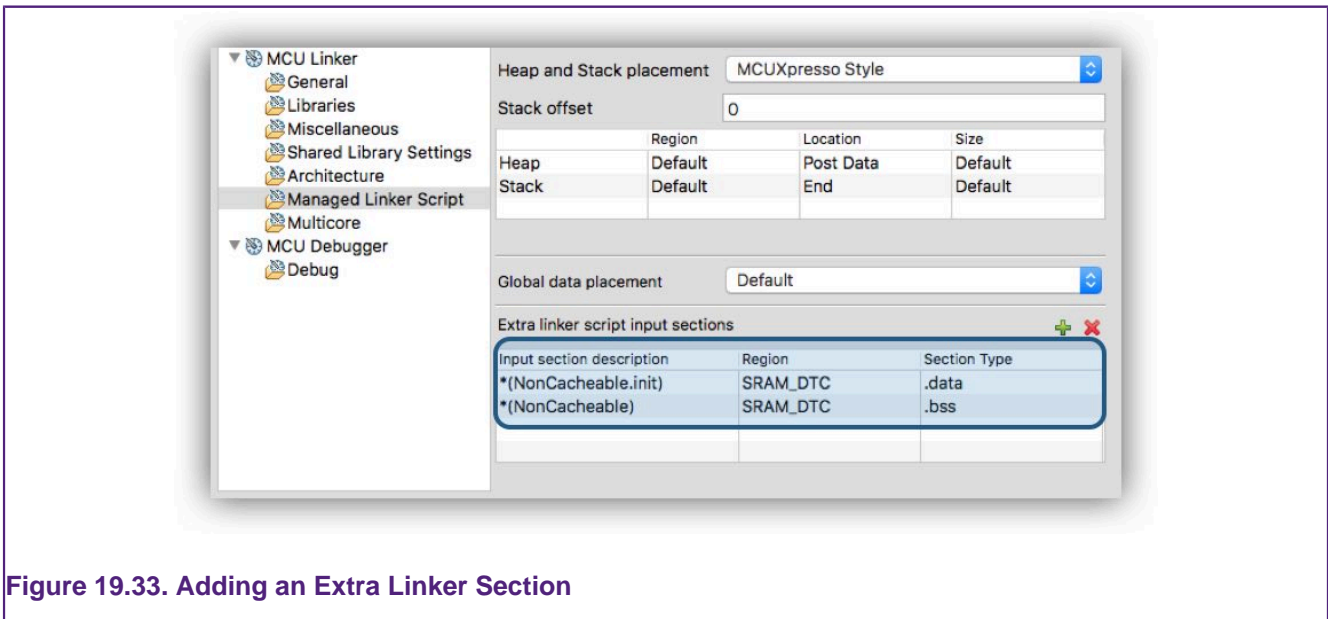 MCU Linker
General
Libraries
Miscellaneous
Shared Library Settings
Architecture
Managed Linker Script
Multicore
MCU Debugger
Debug
Heap and Stack placement MCUXpresso Style
Stack offset 0
Region Location Size
Heap Default Post Data Default
Stack Default End Default
Global data placement Default
Extra linker script input sections
Input section description Region Section Type
*(NonCacheable.init) SRAM_DTC .data
*(NonCacheable) SRAM_DTC .bss
Figure 19.33. Adding an Extra Linker Section